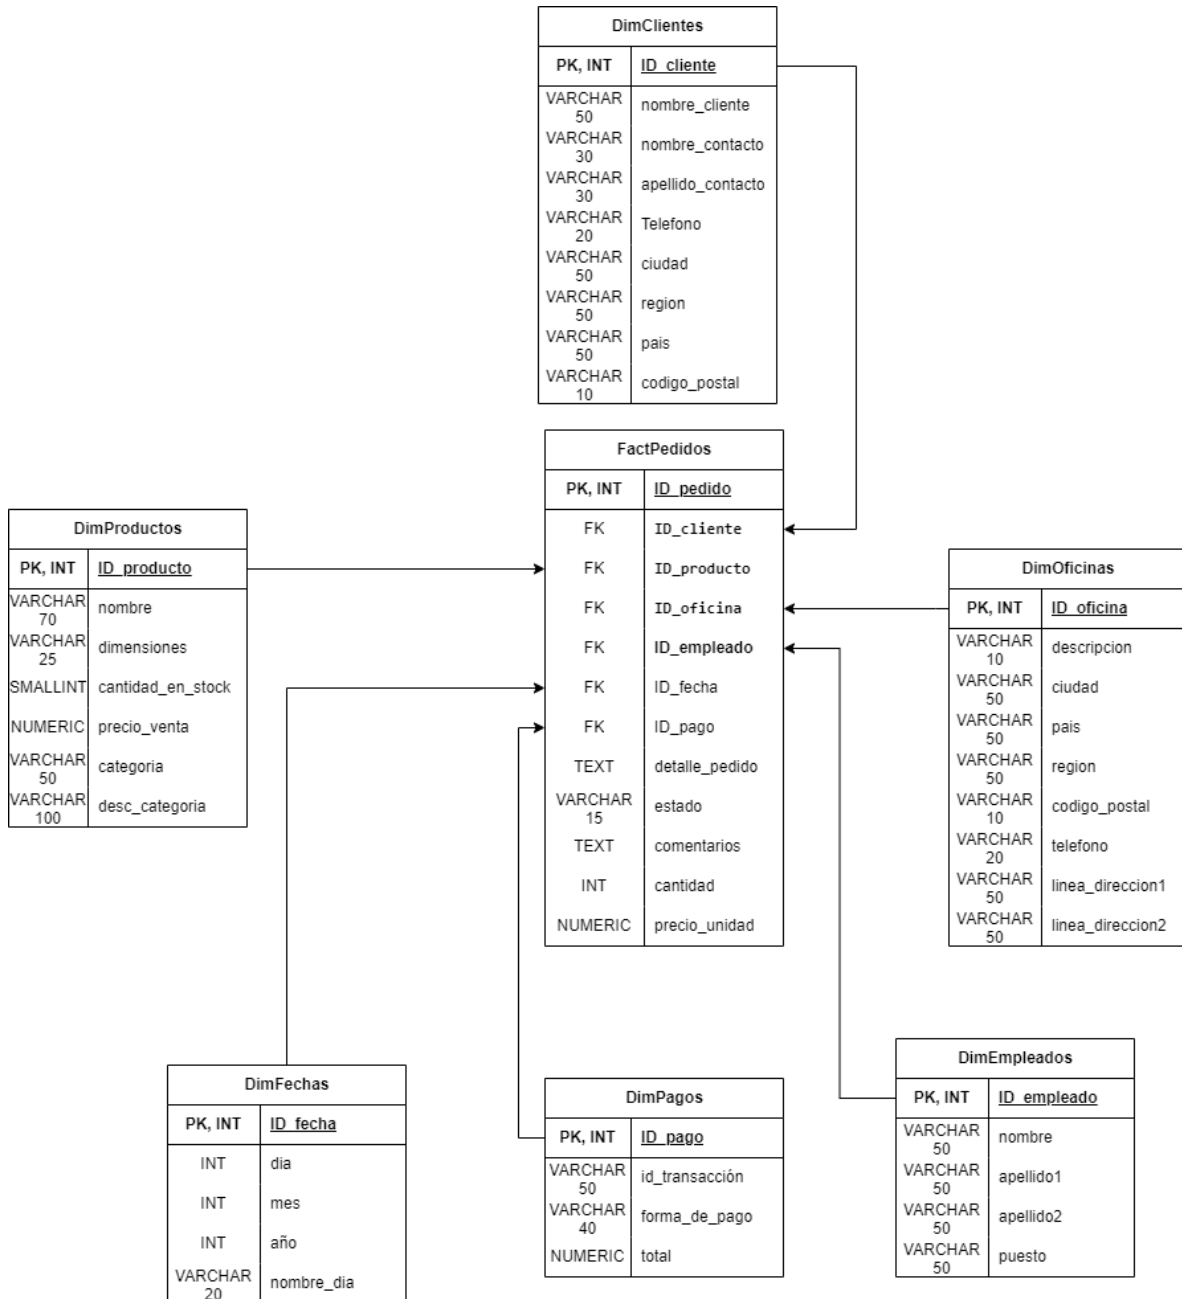 DimClientes
PK, INT ID_cliente
VARCHAR 50 nombre_cliente
VARCHAR 30 nombre_contacto
VARCHAR 30 apellido_contacto
VARCHAR 20 Telefono
VARCHAR 50 ciudad
VARCHAR 50 region
VARCHAR 50 pais
VARCHAR 10 codigo_postal
FactPedidos
PK, INT ID_pedido
FK ID_cliente
FK ID_producto
FK ID_oficina
FK ID_empleado
FK ID_fecha
FK ID_pago
TEXT detalle_pedido
VARCHAR 15 estado
TEXT comentarios
INT cantidad
NUMERIC precio_unidad
DimProductos
PK, INT ID_producto
VARCHAR 70 nombre
VARCHAR 25 dimensiones
SMALLINT cantidad_en_stock
NUMERIC precio_venta
VARCHAR 50 categoria
VARCHAR 100 desc_categoria
DimOficinas
PK, INT ID_oficina
VARCHAR 10 descripcion
VARCHAR 50 ciudad
VARCHAR 50 pais
VARCHAR 50 region
VARCHAR 10 codigo_postal
VARCHAR 20 telefono
VARCHAR 50 linea_direccion1
VARCHAR 50 linea_direccion2
DimFechas
PK, INT ID_fecha
INT dia
INT mes
INT año
VARCHAR 20 nombre_dia
DimPagos
PK, INT ID_pago
VARCHAR 50 id_transacción
VARCHAR 40 forma_de_pago
NUMERIC total
DimEmpleados
PK, INT ID_empleado
VARCHAR 50 nombre
VARCHAR 50 apellido1
VARCHAR 50 apellido2
VARCHAR 50 puesto